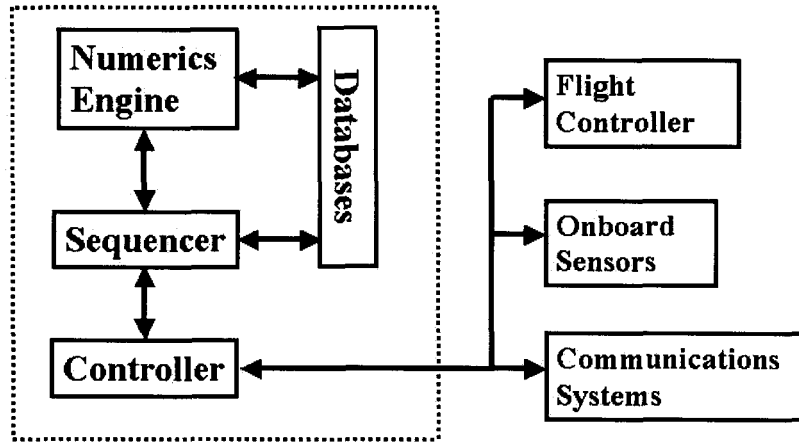 Numerics
Engine
Databases
Sequencer
Controller
Flight
Controller
Onboard
Sensors
Communications
Systems